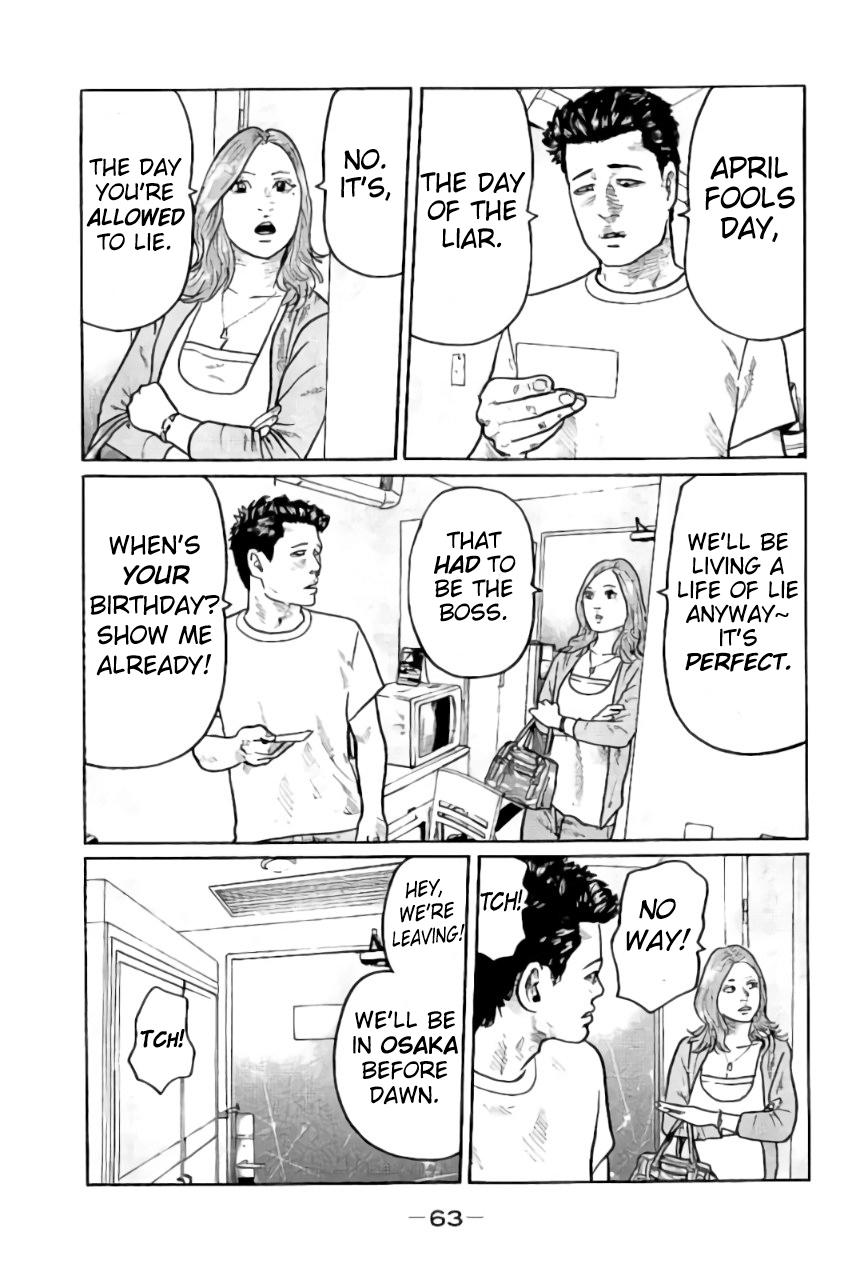 APRIL
FOOLS
DAY,
THE DAY
OF THE
LIAR.
NO.
IT'S,
THE DAY
YOU'RE
ALLOWED
TO LIE.
WE'LL BE
LIVING A
LIFE OF LIE
ANYWAY~
IT'S
PERFECT.
THAT
HAD TO
BE THE
BOSS.
WHEN'S
YOUR
BIRTHDAY?
SHOW ME
ALREADY!
NO
WAY!
TCH!
HEY,
WE'RE
LEAVING!
WE'LL BE
IN OSAKA
BEFORE
DAWN.
TCH!
—63—